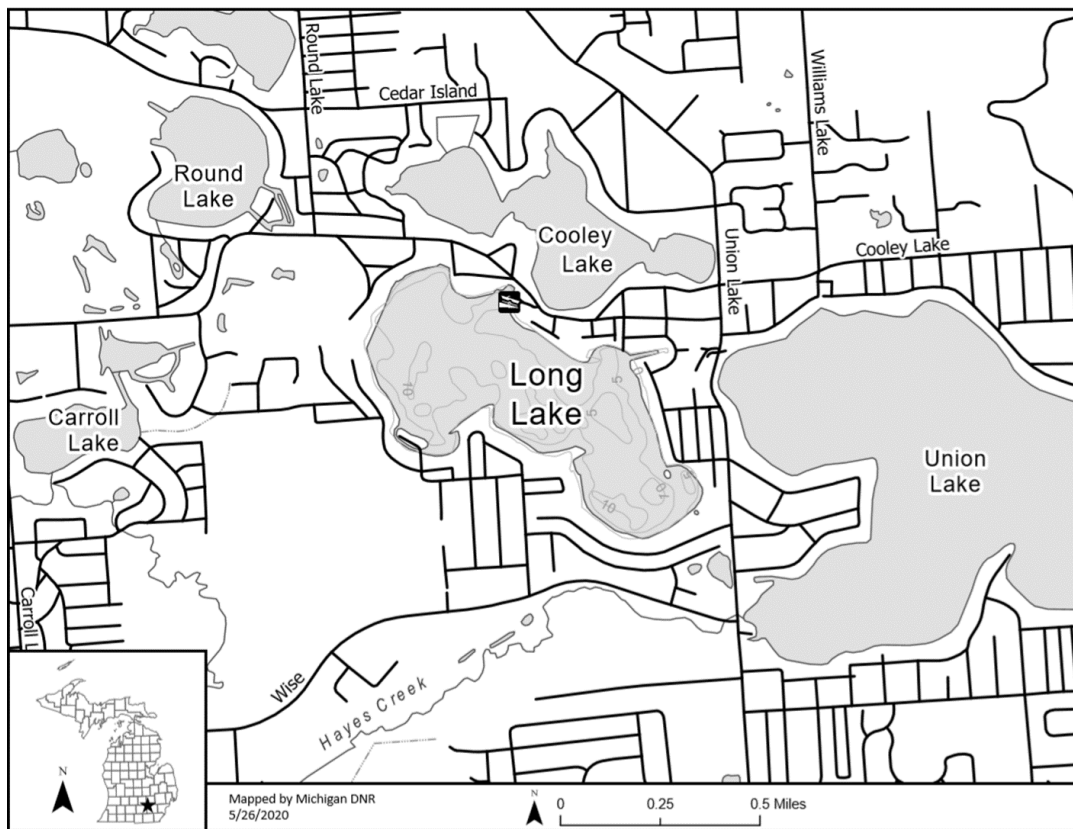 Round Lake
Williams Lake
Cedar Island
Round
Lake
Cooley
Lake
Union Lake
Cooley Lake
Long
Lake
10
5
5
Carroll
Lake
Union
Lake
10
10
5
Carroll L
Wise
Hayes Creek
N
N
Mapped by Michigan DNR
5/26/2020
0
0.25
0.5 Miles